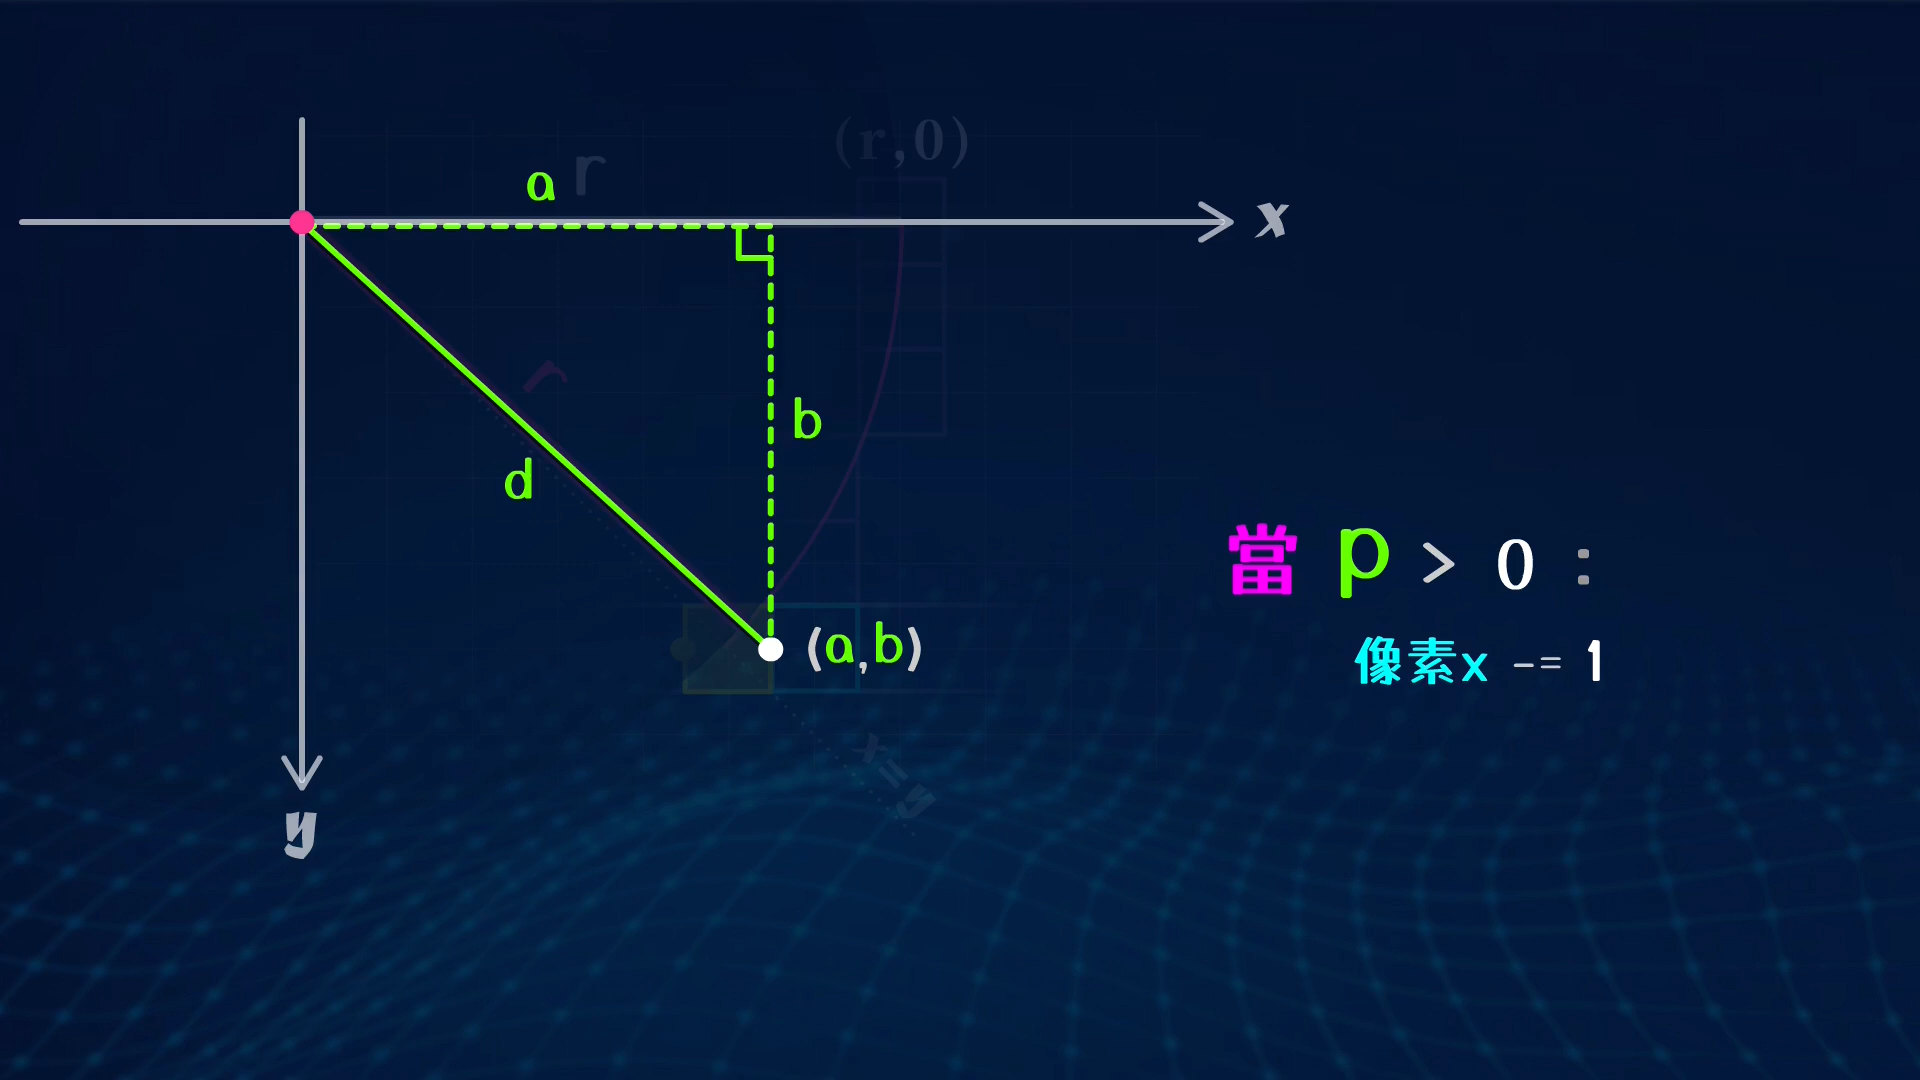 (r,0)
a r
x
b
r
d
當 p > 0 :
(a,b)
像素x -= 1
x=y
y